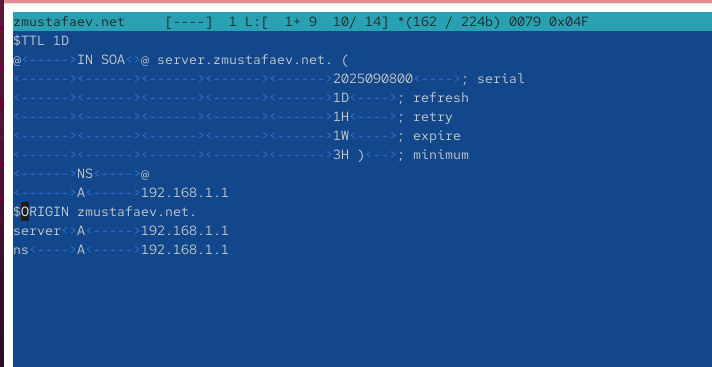 zmustafaev.net [----] 1 L:[ 1+ 9 10/ 14] *(162 / 224b) 0079 0x04F
$TTL 1D
@<------>IN SOA<>@ server.zmustafaev.net. (
<------><------><------><------><------>2025090800<---->; serial
<------><------><------><------><------>1D<---->; refresh
<------><------><------><------><------>1H<---->; retry
<------><------><------><------><------>1W<---->; expire
<------><------><------><------><------>3H )<-->; minimum
<------>NS<---->@
<------>A<----->192.168.1.1
$ORIGIN zmustafaev.net.
server<>A<----->192.168.1.1
ns<---->A<----->192.168.1.1